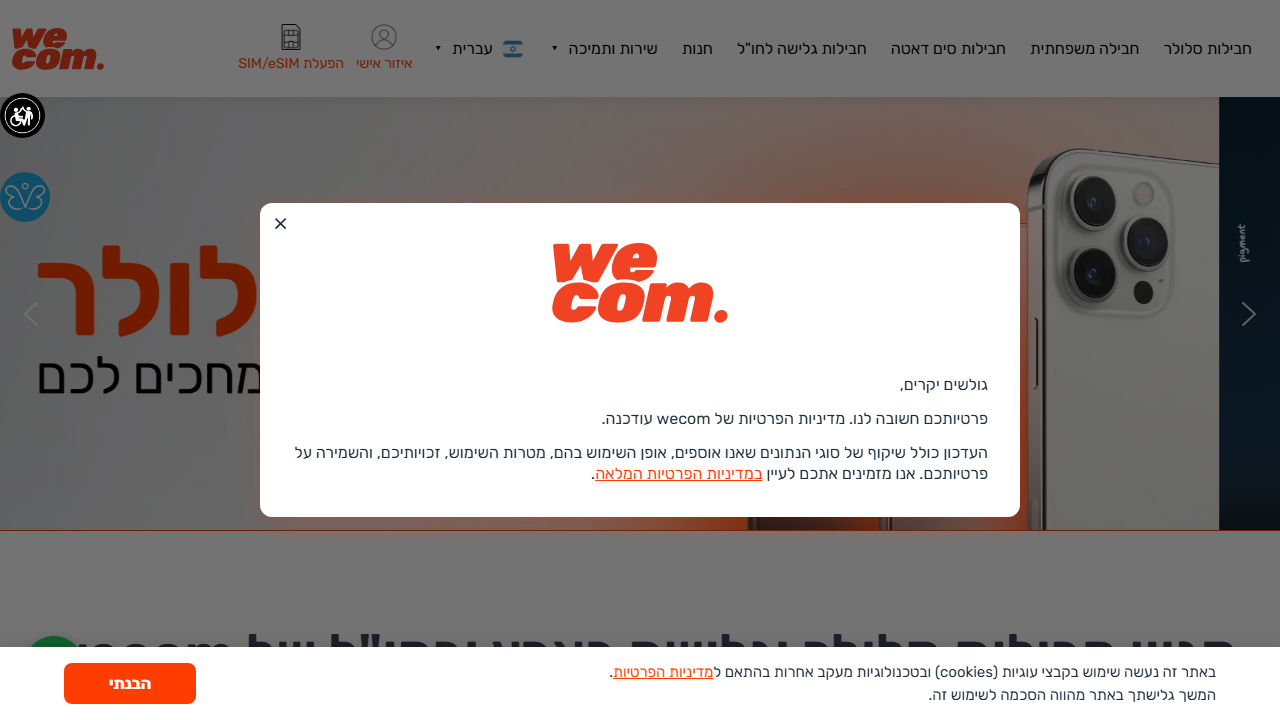 חבילות סלולר
חבילה משפחתית
חבילות סים דאטה
חבילות גלישה לחו"ל
חנות
שירות ותמיכה
עברית
איזור אישי
הפעלת SIM/eSIM
we
com.
pigment
לולר
מחכים לכם
we
com.
גולשים יקרים,
פרטיותכם חשובה לנו. מדיניות הפרטיות של wecom עודכנה.
העדכון כולל שיקוף של סוגי הנתונים שאנו אוספים, אופן השימוש בהם, מטרות השימוש, זכויותיכם, והשמירה על
פרטיותכם. אנו מזמינים אתכם לעיין במדיניות הפרטיות המלאה.
באתר זה נעשה שימוש בקבצי עוגיות (cookies) ובטכנולוגיות מעקב אחרות בהתאם למדיניות הפרטיות.
המשך גלישתך באתר מהווה הסכמה לשימוש זה.
הבנתי